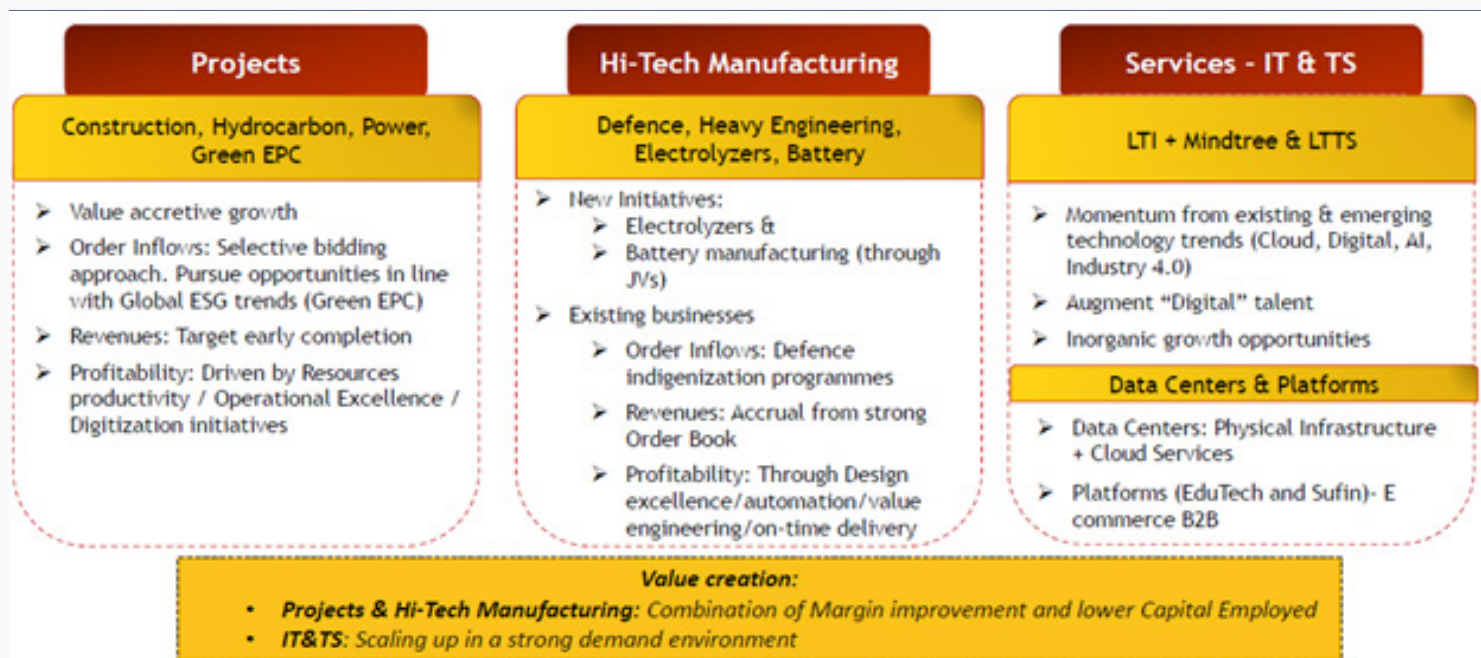 Projects
Construction, Hydrocarbon, Power,
Green EPC
➢ Value accretive growth
➢ Order Inflows: Selective bidding
approach. Pursue opportunities in line
with Global ESG trends (Green EPC)
➢ Revenues: Target early completion
➢ Profitability: Driven by Resources
productivity / Operational Excellence /
Digitization initiatives
Hi-Tech Manufacturing
Defence, Heavy Engineering,
Electrolyzers, Battery
➢ New Initiatives:
➢ Electrolyzers &
➢ Battery manufacturing (through
JVs)
➢ Existing businesses
➢ Order Inflows: Defence
indigenization programmes
➢ Revenues: Accrual from strong
Order Book
➢ Profitability: Through Design
excellence/automation/value
engineering/on-time delivery
Services - IT & TS
LTI + Mindtree & LTTS
➢ Momentum from existing & emerging
technology trends (Cloud, Digital, AI,
Industry 4.0)
➢ Augment “Digital” talent
➢ Inorganic growth opportunities
Data Centers & Platforms
➢ Data Centers: Physical Infrastructure
+ Cloud Services
➢ Platforms (EduTech and Sufin)- E
commerce B2B
Value creation:
• Projects & Hi-Tech Manufacturing: Combination of Margin improvement and lower Capital Employed
• IT&TS: Scaling up in a strong demand environment